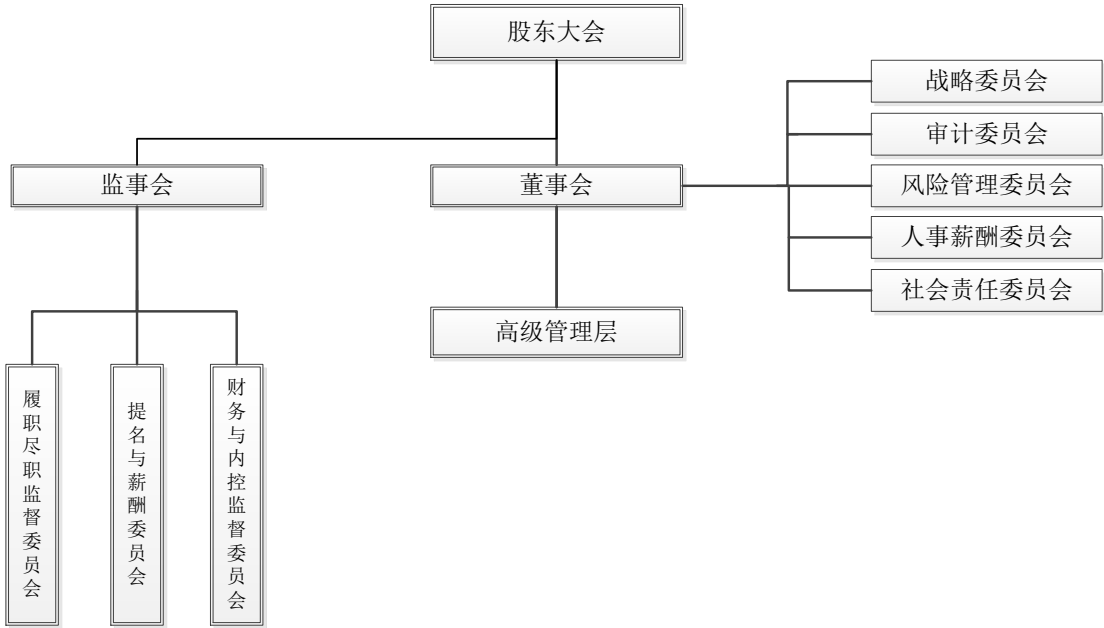 股东大会
战略委员会
审计委员会
监事会
董事会
风险管理委员会
人事薪酬委员会
社会责任委员会
高级管理层
履职尽职监督委员会
提名与薪酬委员会
财务与内控监督委员会